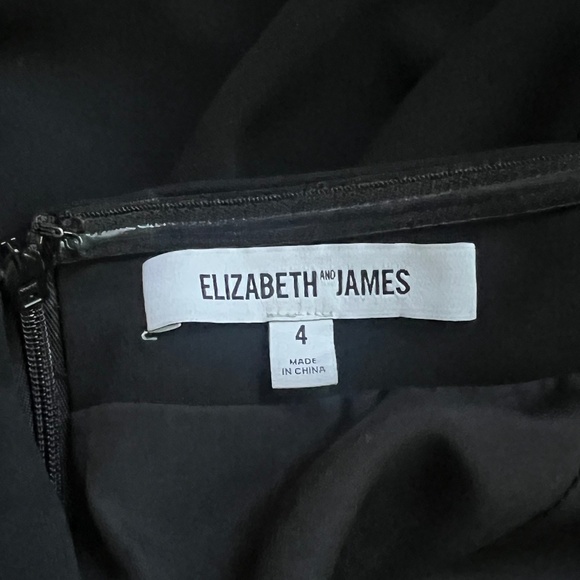 ELIZABETH AND JAMES
4
MADE
IN CHINA